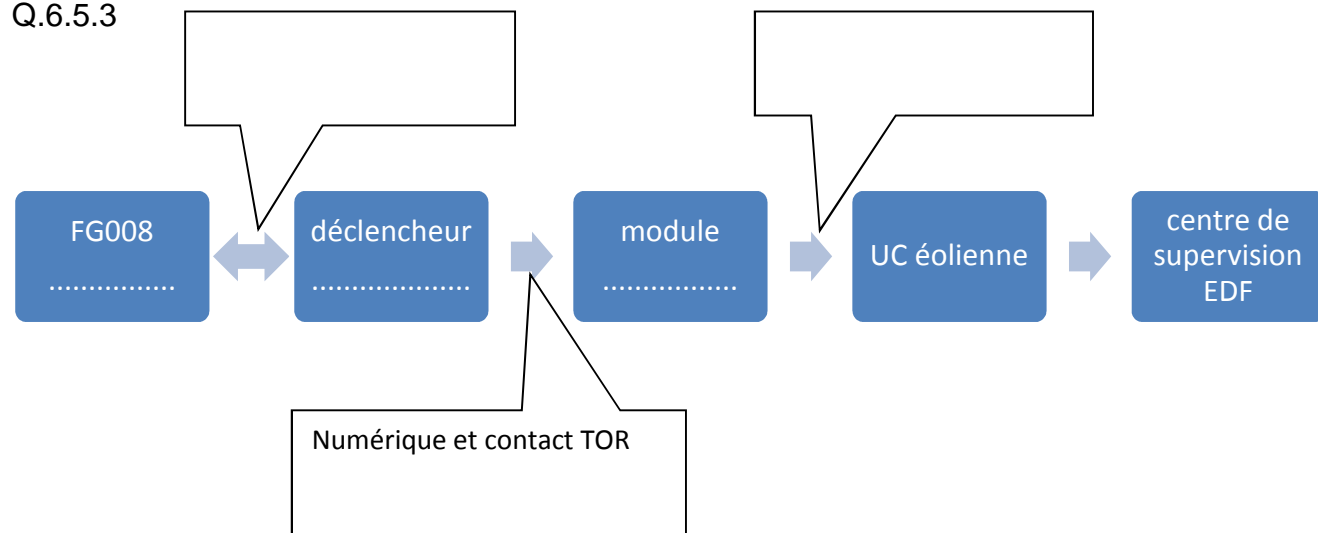 Q.6.5.3
FG008
................
déclencheur
....................
module
.................
UC éolienne
centre de
supervision
EDF
Numérique et contact TOR